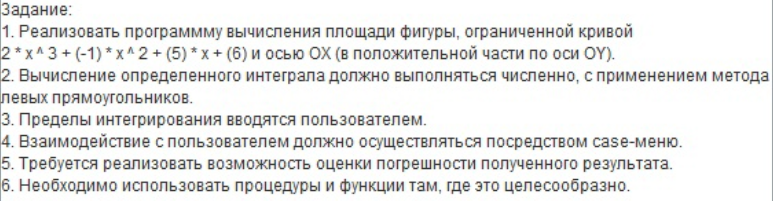 Задание:
1. Реализовать программму вычисления площади фигуры, ограниченной кривой
2 * x ^ 3 + (-1) * x ^ 2 + (5) * x + (6) и осью OX (в положительной части по оси OY).
2. Вычисление определенного интеграла должно выполняться численно, с применением метода
левых прямоугольников.
3. Пределы интегрирования вводятся пользователем.
4. Взаимодействие с пользователем должно осуществляться посредством case-меню.
5. Требуется реализовать возможность оценки погрешности полученного результата.
6. Необходимо использовать процедуры и функции там, где это целесообразно.